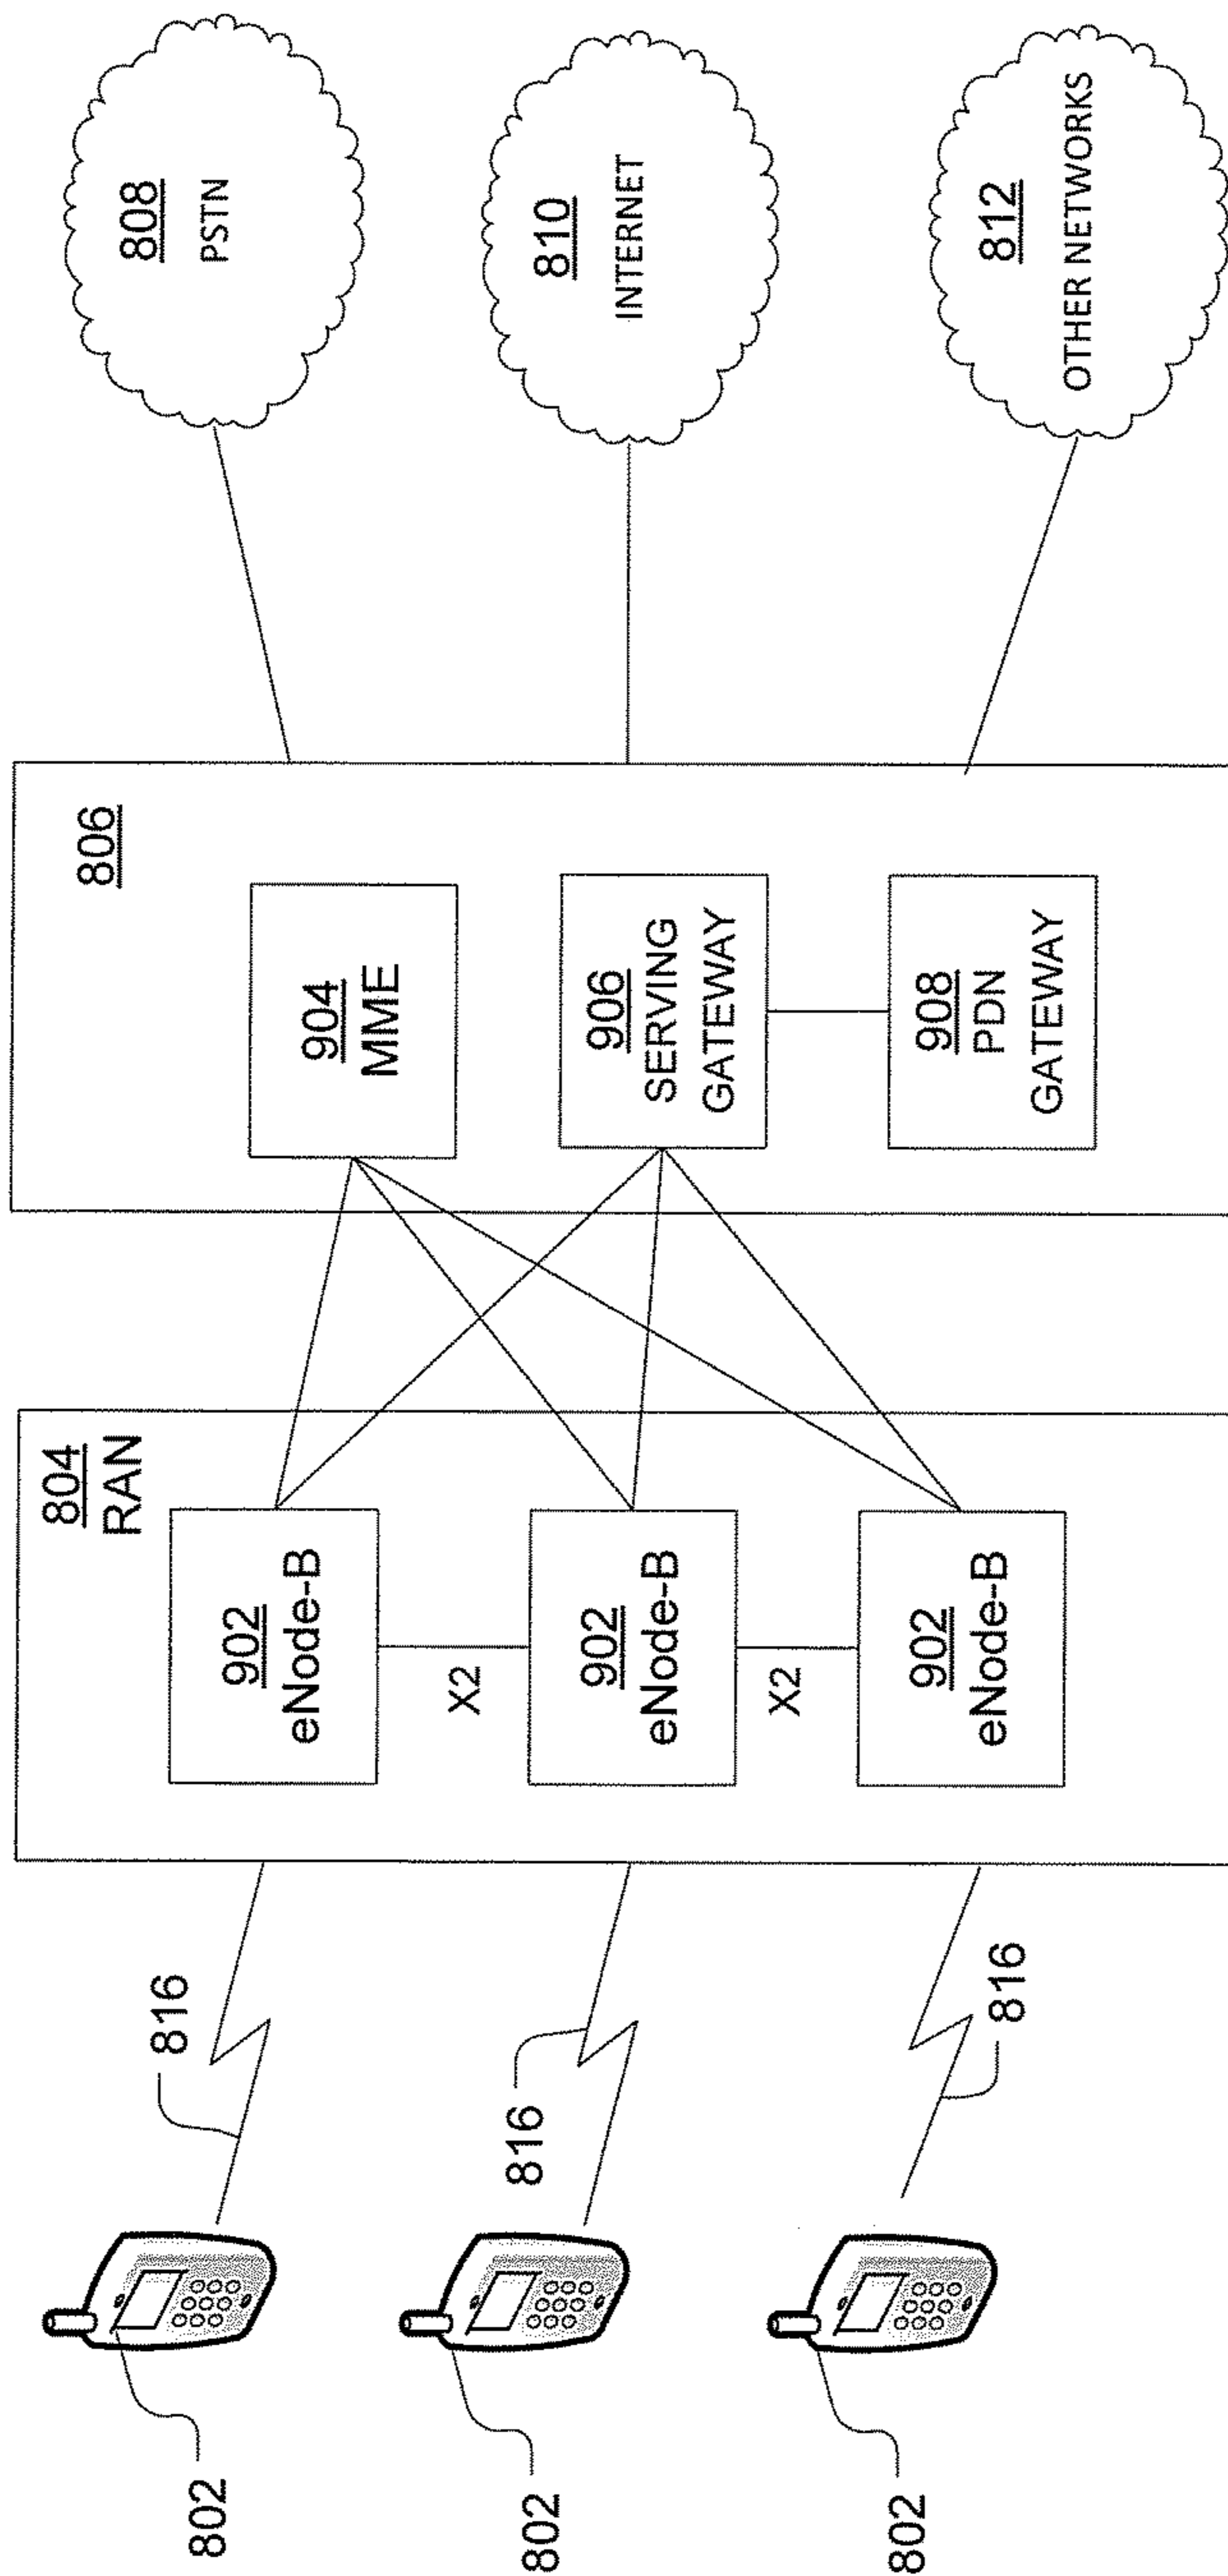 808
PSTN
810
INTERNET
812
OTHER NETWORKS
806
904
MME
906
SERVING
GATEWAY
908
PDN
GATEWAY
804
RAN
902
eNode-B
X2
902
eNode-B
X2
902
eNode-B
816
816
816
802
802
802